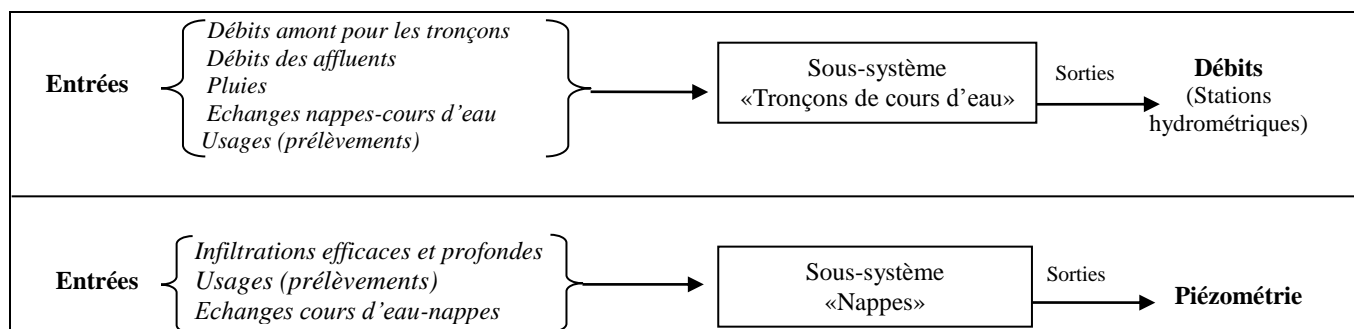 Entrées
Débits amont pour les tronçons
Débits des affluents
Pluies
Echanges nappes-cours d'eau
Usages (prélèvements)
Sous-système
«Tronçons de cours d'eau»
Sorties
Débits
(Stations
hydrométriques)
Entrées
Infiltrations efficaces et profondes
Usages (prélèvements)
Echanges cours d'eau-nappes
Sous-système
«Nappes»
Sorties
Piézométrie